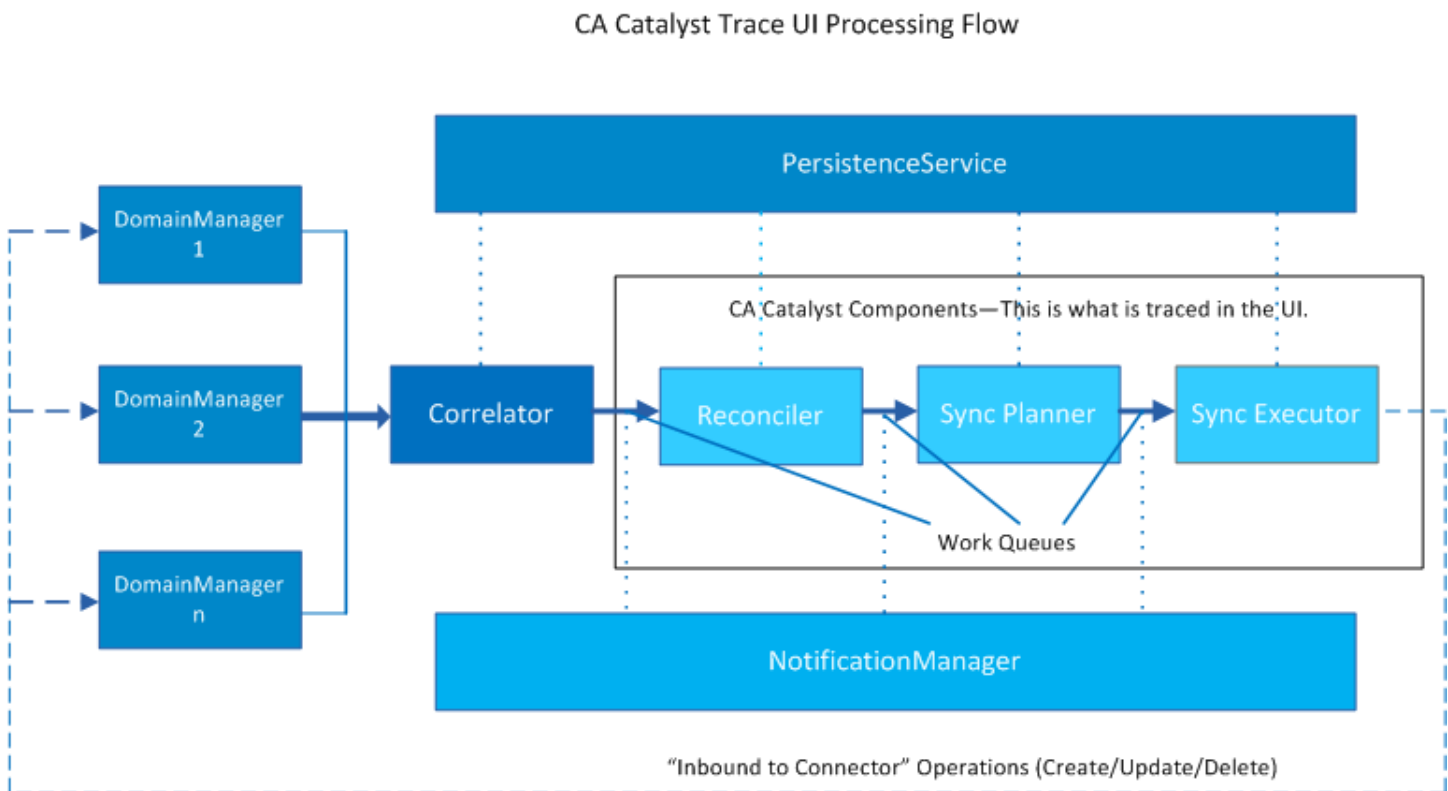 CA Catalyst Trace UI Processing Flow
PersistenceService
DomainManager
1
CA Catalyst Components—This is what is traced in the UI.
DomainManager
2
Correlator
Reconciler
Sync Planner
Sync Executor
Work Queues
DomainManager
n
NotificationManager
“Inbound to Connector” Operations (Create/Update/Delete)